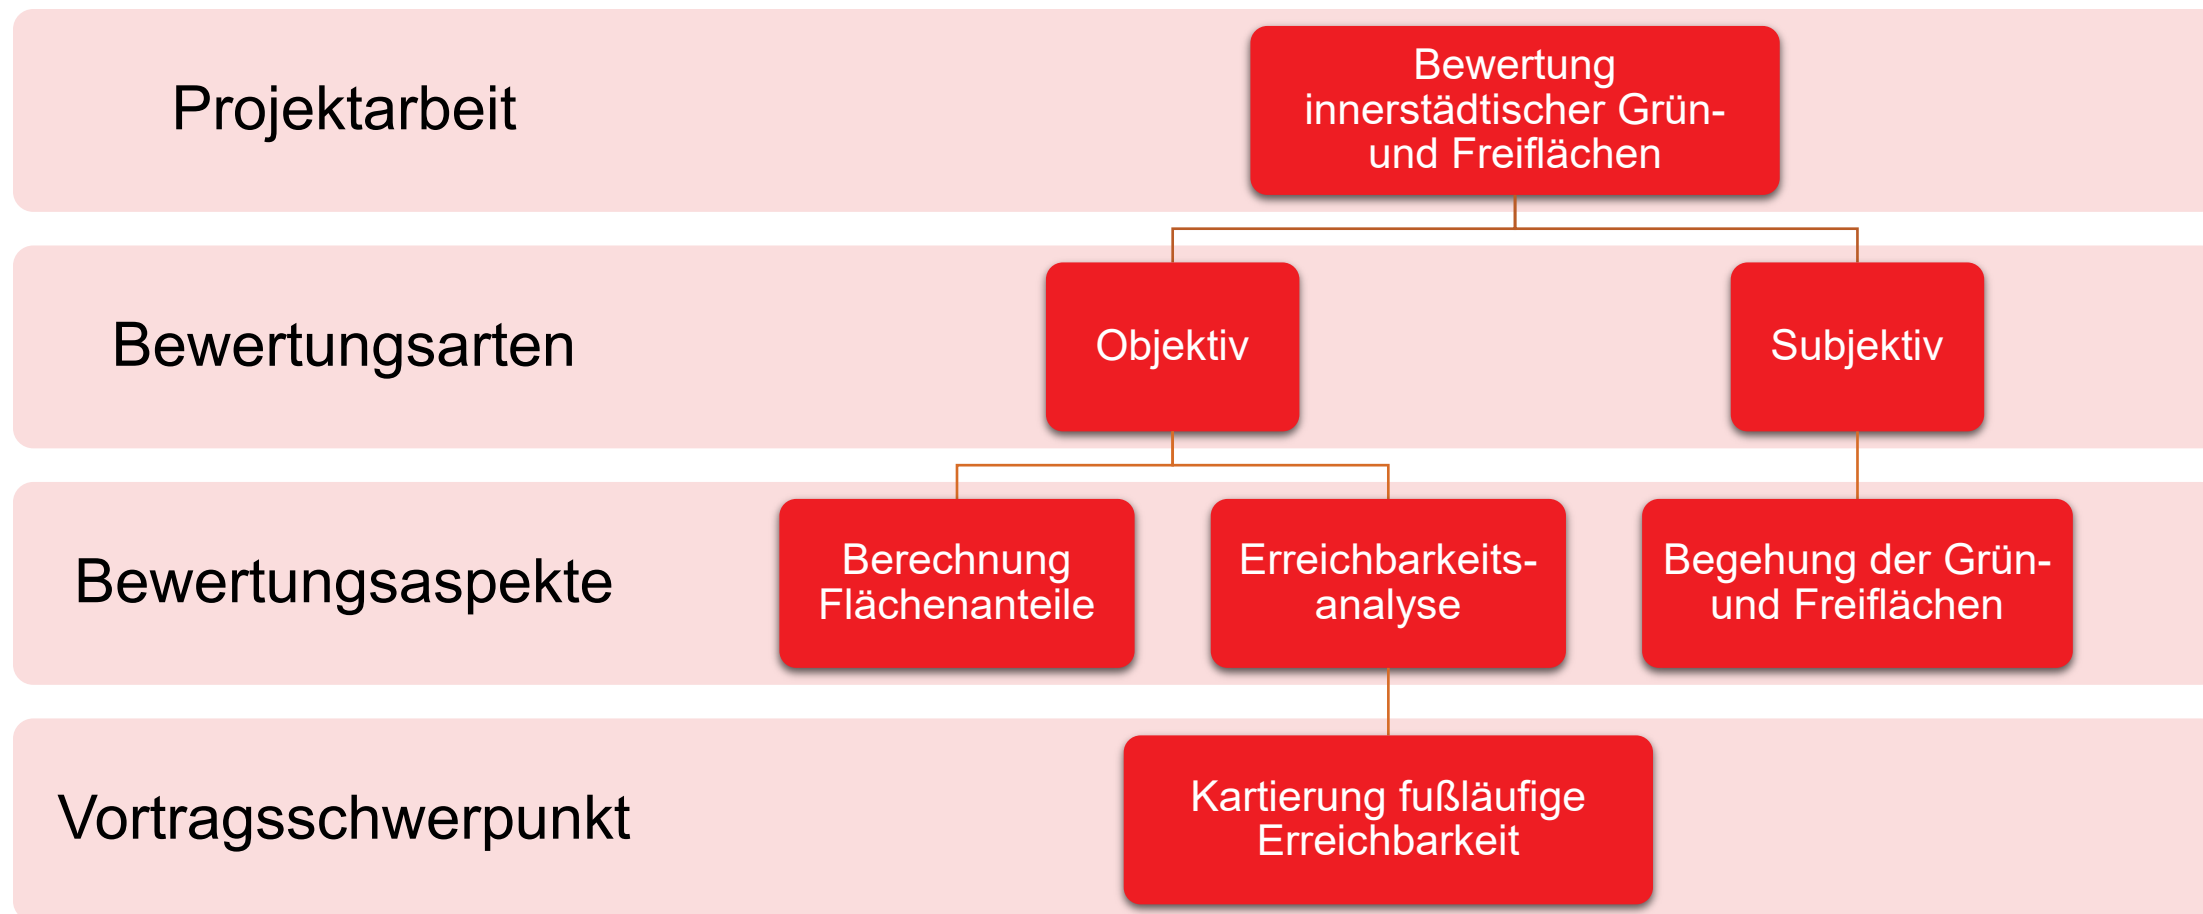 Projektarbeit
Bewertung
innerstädtischer Grün-
und Freiflächen
Bewertungsarten
Objektiv
Subjektiv
Bewertungsaspekte
Berechnung
Flächenanteile
Erreichbarkeits-
analyse
Begehung der Grün-
und Freiflächen
Vortragsschwerpunkt
Kartierung fußläufige
Erreichbarkeit